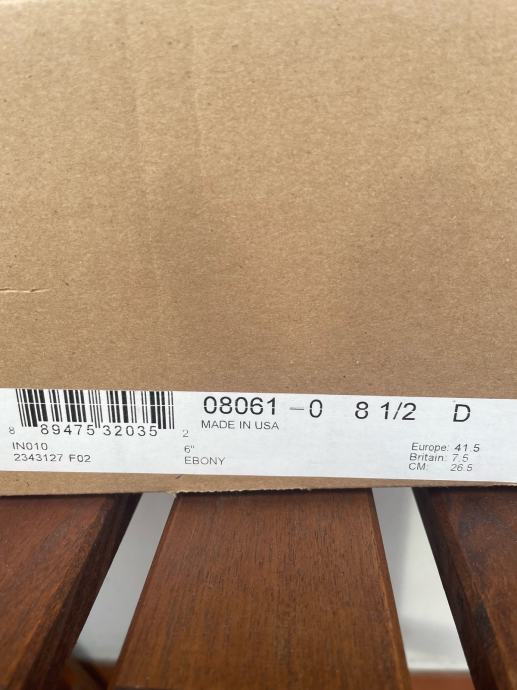 08061 -0 8 1/2 D
MADE IN USA
8 89475 32035 2
IN010
2343127 F02
6"
EBONY
Europe: 41.5
Britain: 7.5
CM: 26.5